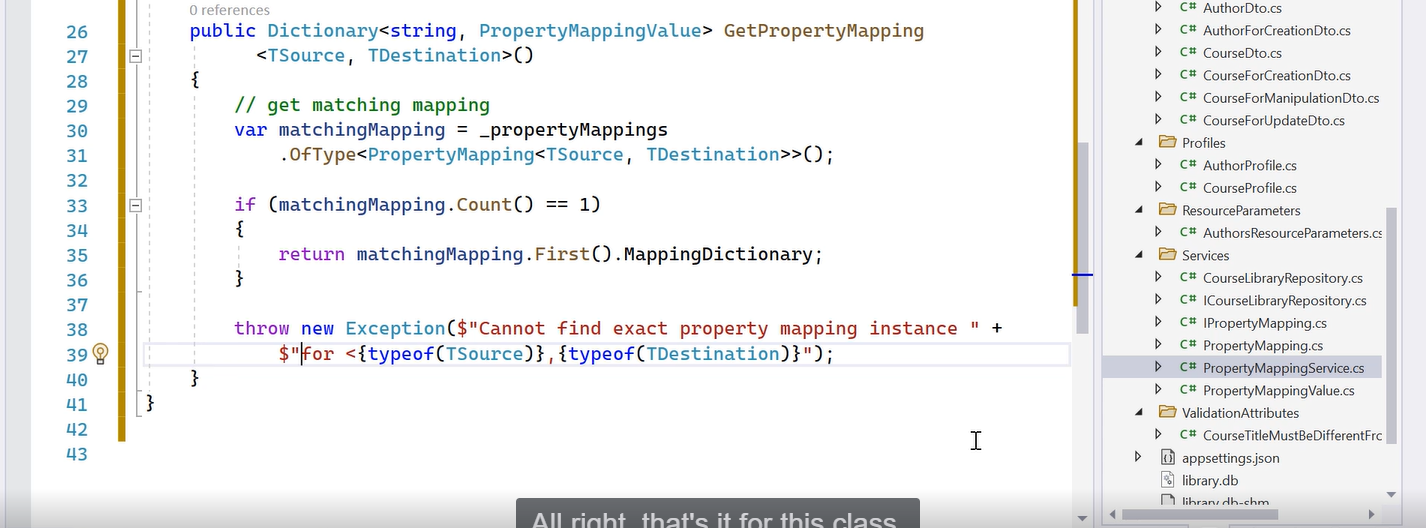 0 references
26 public Dictionary<string, PropertyMappingValue> GetPropertyMapping
27 <TSource, TDestination>()
28 {
29 // get matching mapping
30 var matchingMapping = _propertyMappings
31 .OfType<PropertyMapping<TSource, TDestination>>();
32
33 if (matchingMapping.Count() == 1)
34 {
35 return matchingMapping.First().MappingDictionary;
36 }
37
38 throw new Exception($"Cannot find exact property mapping instance " +
39 $"for <{typeof(TSource)},{typeof(TDestination)}");
40 }
41 }
42
43
All right, that's it for this class.
C# AuthorDto.cs
C# AuthorForCreationDto.cs
C# CourseDto.cs
C# CourseForCreationDto.cs
C# CourseForManipulationDto.cs
C# CourseForUpdateDto.cs
Profiles
C# AuthorProfile.cs
C# CourseProfile.cs
ResourceParameters
C# AuthorsResourceParameters.cs
Services
C# CourseLibraryRepository.cs
C# ICourseLibraryRepository.cs
C# IPropertyMapping.cs
C# PropertyMapping.cs
C# PropertyMappingService.cs
C# PropertyMappingValue.cs
ValidationAttributes
C# CourseTitleMustBeDifferentFrc
appsettings.json
library.db
library.db-shm